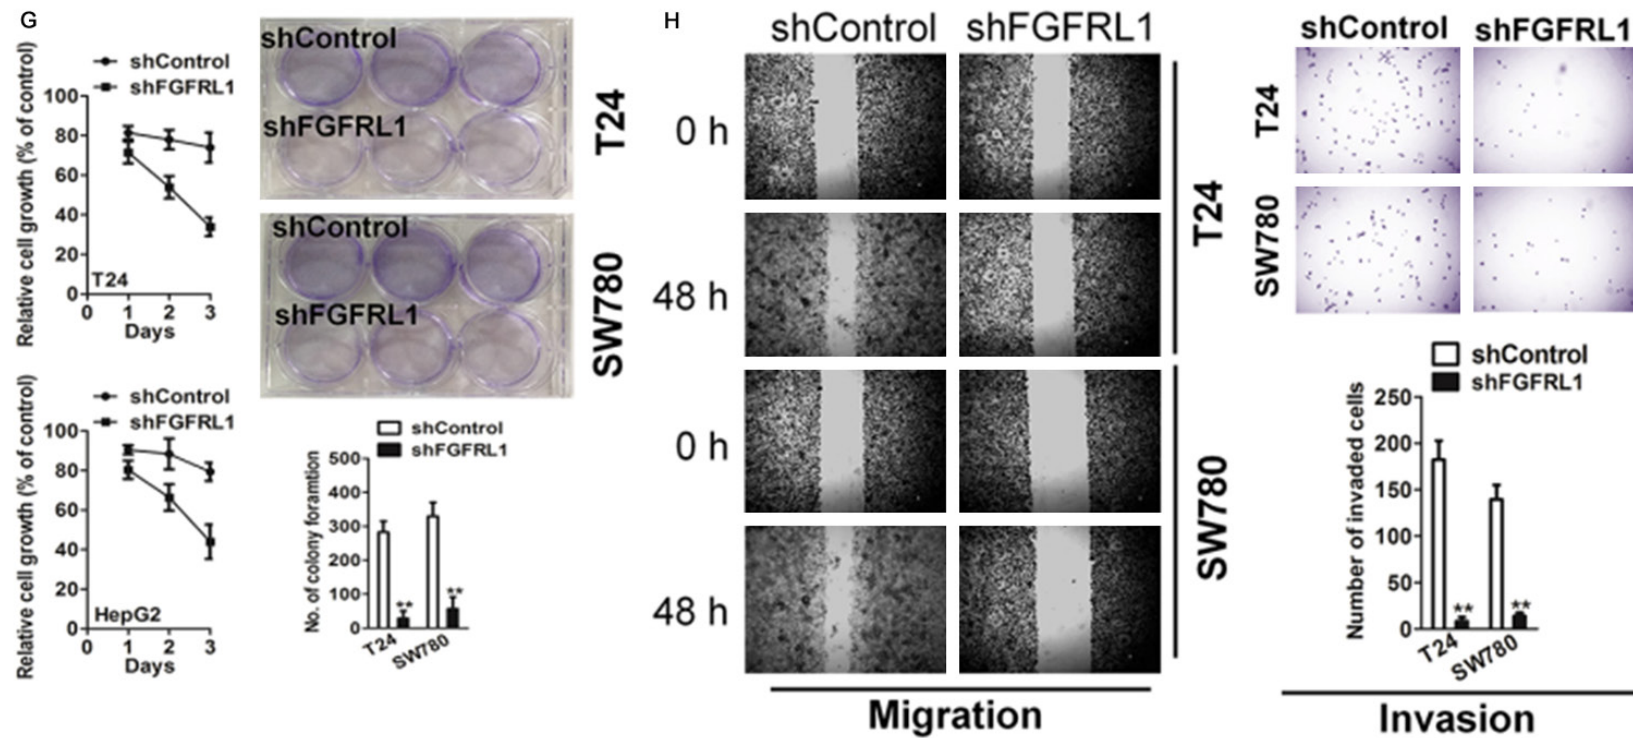 G
Relative cell growth (% of control)
shControl
shFGFRL1
100
80
60
40
20
0
T24
0
1
2
3
Days
shControl
shFGFRL1
T24
shControl
shFGFRL1
SW780
Relative cell growth (% of control)
shControl
shFGFRL1
100
80
60
40
20
0
HepG2
0
1
2
3
Days
shControl
shFGFRL1
No. of colony foramtion
500
400
300
200
100
0
**
**
T24
SW780
H
shControl
shFGFRL1
0 h
48 h
T24
0 h
48 h
SW780
Migration
shControl
shFGFRL1
T24
SW780
shControl
shFGFRL1
Number of invaded cells
250
200
150
100
50
0
**
**
T24
SW780
Invasion